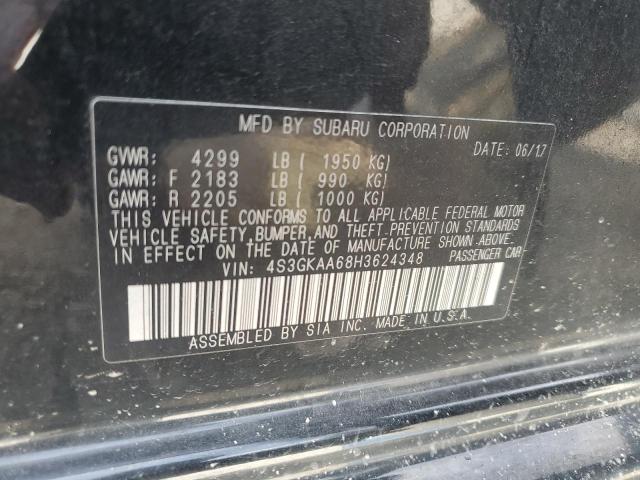 MFD BY SUBARU CORPORATION
DATE: 06/17
GVWR: 4299 LB ( 1950 KG)
GAWR: F 2183 LB ( 990 KG)
GAWR: R 2205 LB ( 1000 KG)
THIS VEHICLE CONFORMS TO ALL APPLICABLE FEDERAL MOTOR
VEHICLE SAFETY, BUMPER, AND THEFT PREVENTION STANDARDS
IN EFFECT ON THE DATE OF MANUFACTURE SHOWN ABOVE.
VIN: 4S3GKAA68H3624348 PASSENGER CAR
ASSEMBLED BY SIA INC. MADE IN U.S.A.